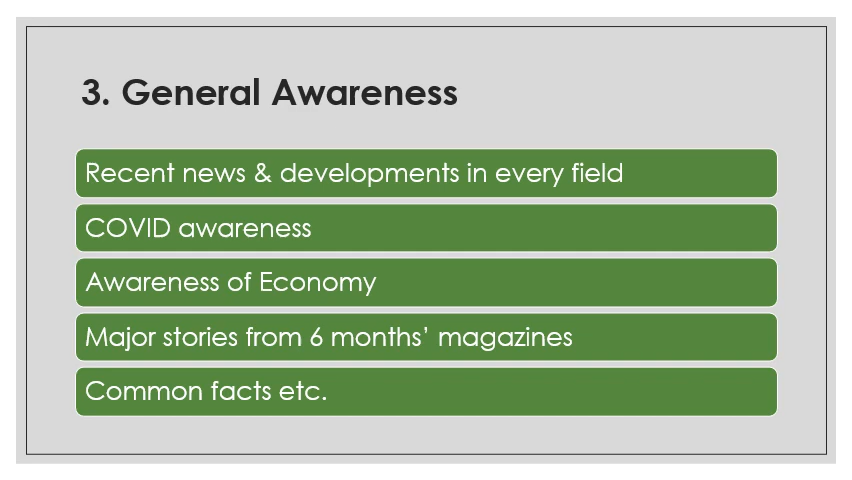 3. General Awareness
Recent news & developments in every field
COVID awareness
Awareness of Economy
Major stories from 6 months’ magazines
Common facts etc.